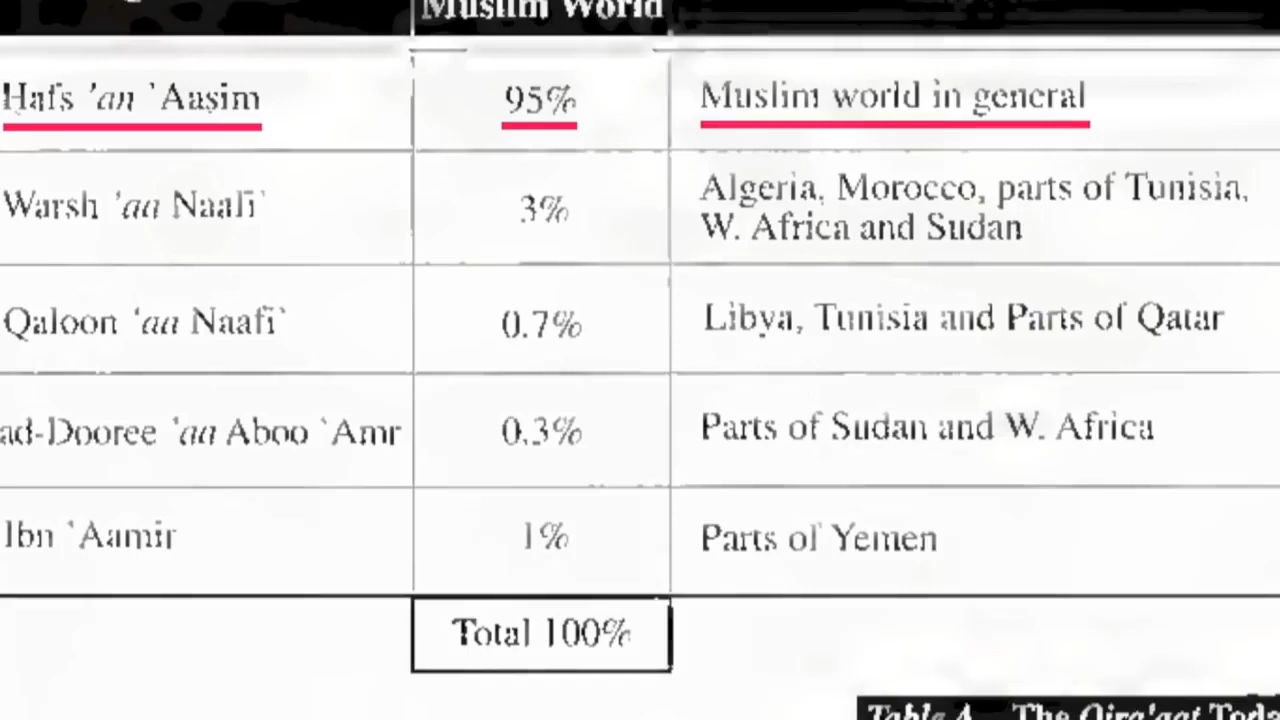 Muslim World
Hafs 'an `Aaṣim
95%
Muslim world in general
Warsh 'an Naafi`
3%
Algeria, Morocco, parts of Tunisia,
W. Africa and Sudan
Qaloon 'an Naafi`
0.7%
Libya, Tunisia and Parts of Qatar
ad-Dooree 'an Aboo `Amr
0.3%
Parts of Sudan and W. Africa
Ibn `Aamir
1%
Parts of Yemen
Total 100%
The Qira'aat